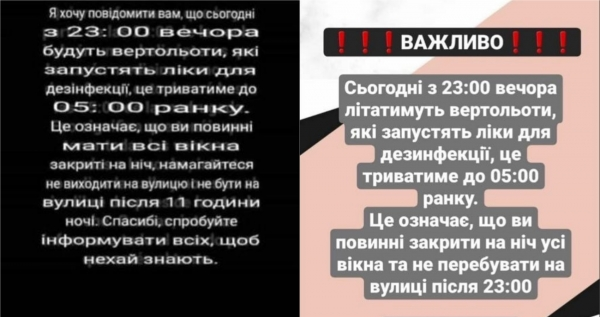 Я хочу повідомити вам, що сьогодні
з 23: 00 вечора
будуть вертольоти, які
запустять ліки для
дезінфекції, це триватиме до
05: 00 ранку.
Це означає, що ви повинні
мати всі вікна
закриті на ніч, намагайтеся
не виходити на вулицю і не бути на
вулиці після 11 години
ночі. Спасибі, спробуйте
інформувати всіх, щоб
нехай знають.
❗❗❗ВАЖЛИВО❗❗❗
Сьогодні з 23:00 вечора
літатимуть вертольоти,
які запустять ліки для
дезинфекції, це
триватиме до 05:00
ранку.
Це означає, що ви
повинні закрити на ніч усі
вікна та не перебувати на
вулиці після 23:00